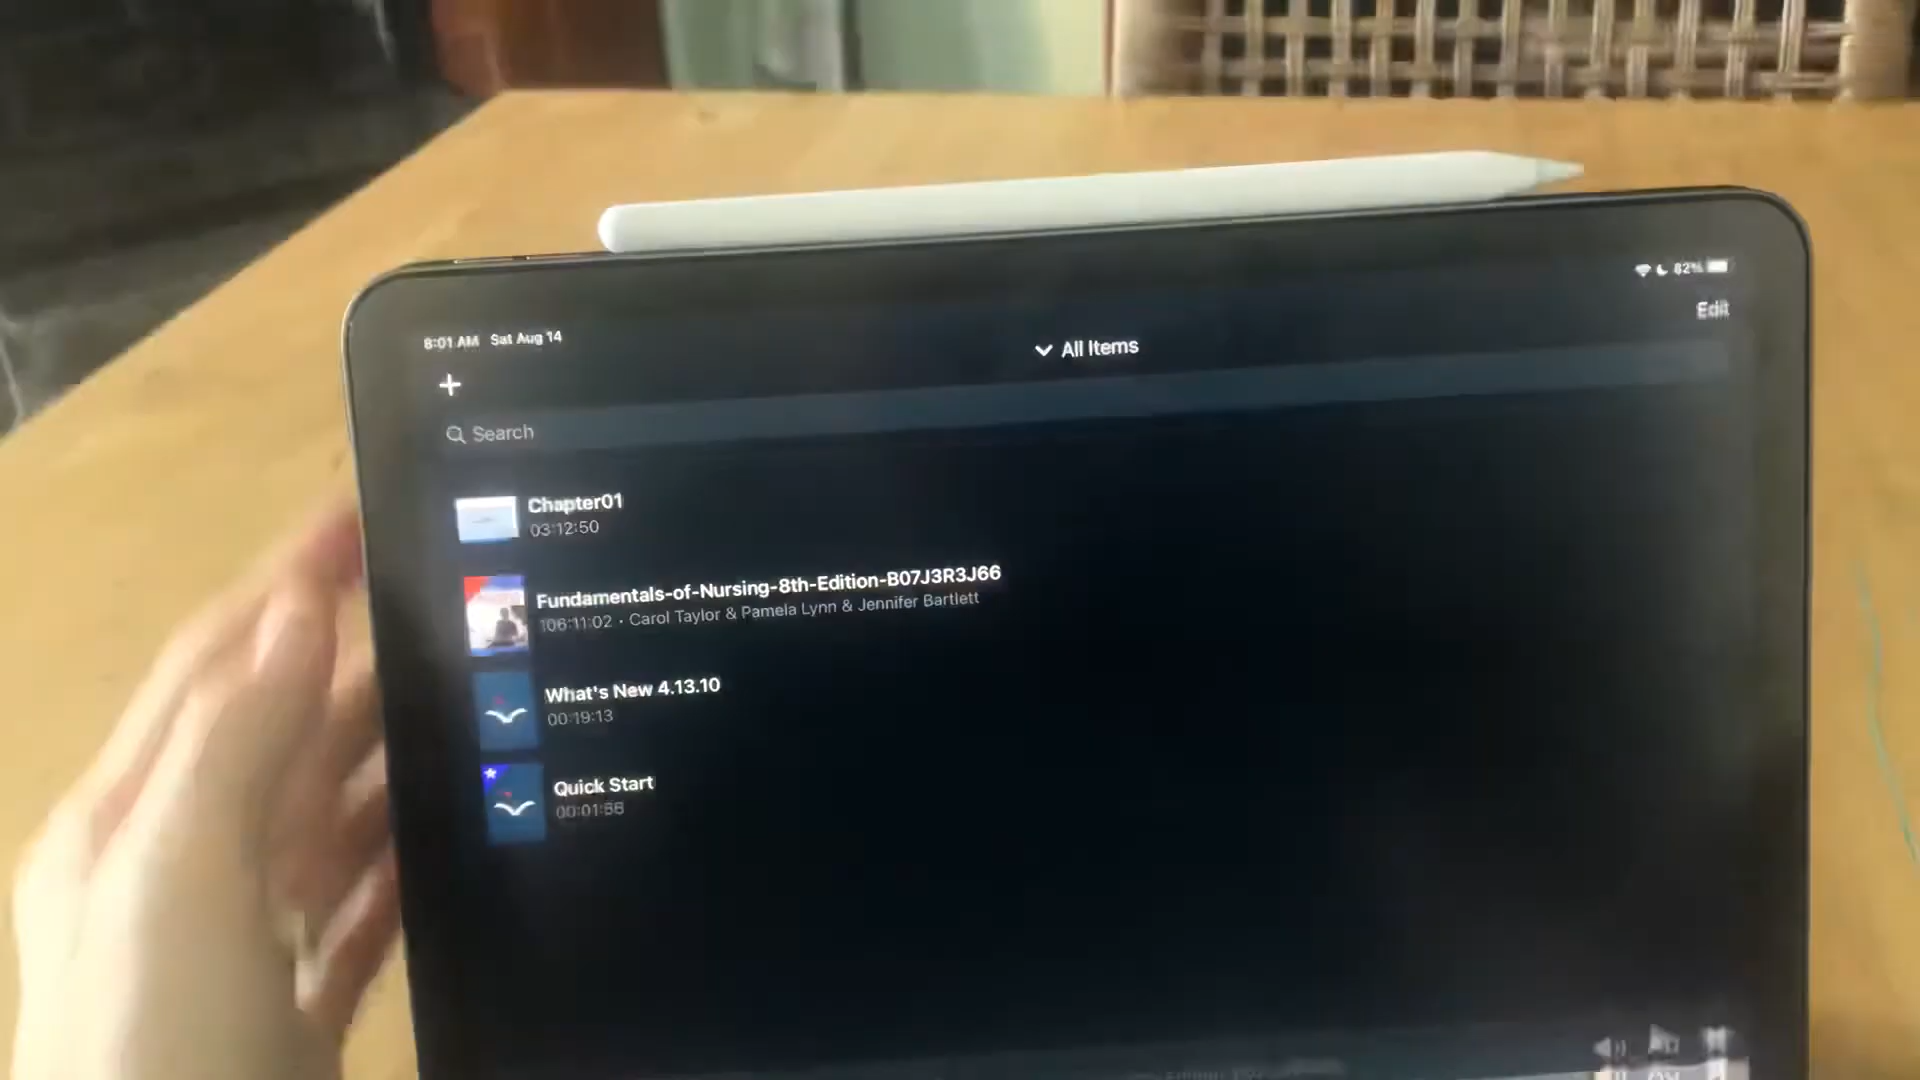 8:01 AM Sat Aug 14
82%
Edit
All Items
Search
Chapter01
03:12:50
Fundamentals-of-Nursing-8th-Edition-B07J3R3J66
106:11:02 · Carol Taylor & Pamela Lynn & Jennifer Bartlett
What's New 4.13.10
00:19:13
Quick Start
00:01:56